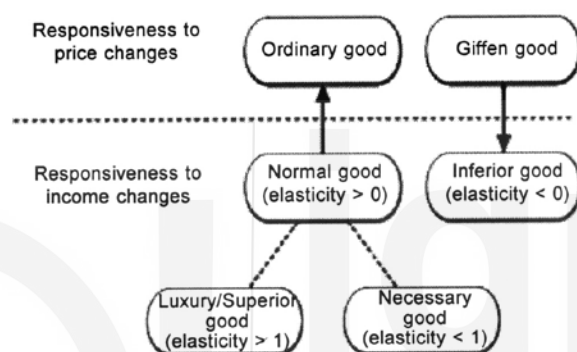 Responsiveness to
price changes
Ordinary good
Giffen good
Responsiveness to
income changes
Normal good
(elasticity > 0)
Inferior good
(elasticity < 0)
Luxury/Superior
good
(elasticity > 1)
Necessary
good
(elasticity < 1)